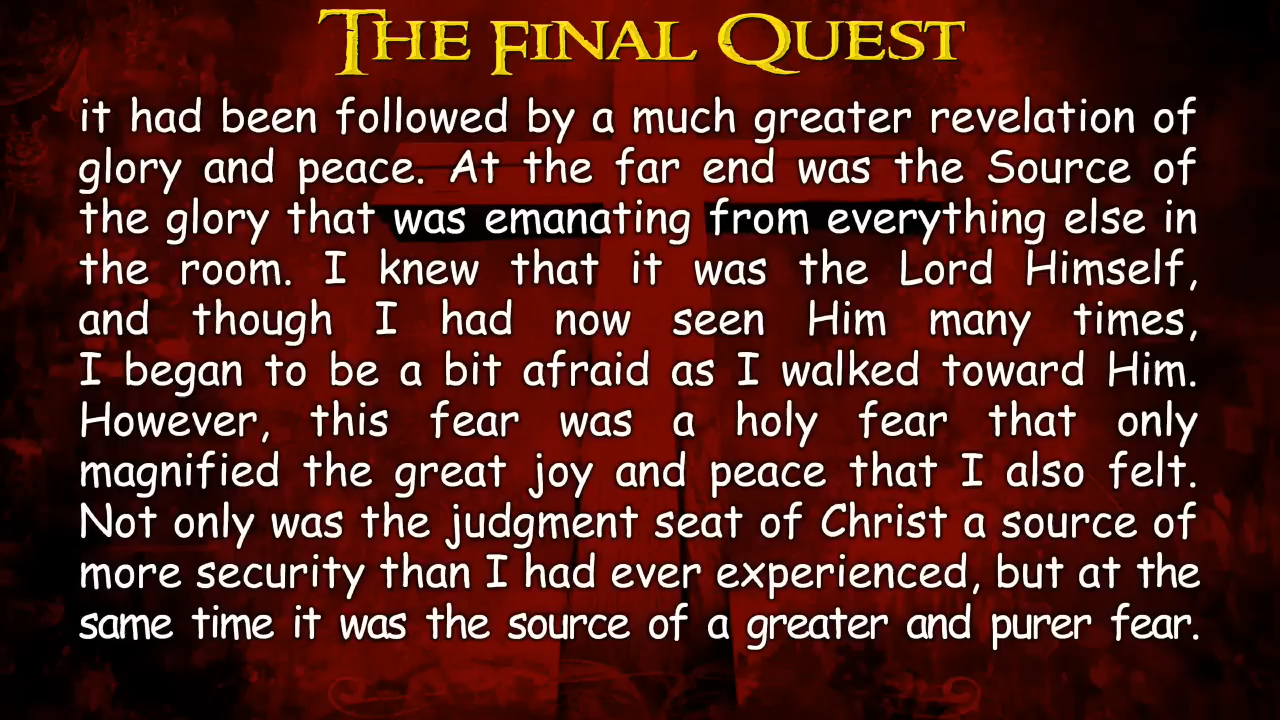 The Final Quest
it had been followed by a much greater revelation of
glory and peace. At the far end was the Source of
the glory that was emanating from everything else in
the room. I knew that it was the Lord Himself,
and though I had now seen Him many times,
I began to be a bit afraid as I walked toward Him.
However, this fear was a holy fear that only
magnified the great joy and peace that I also felt.
Not only was the judgment seat of Christ a source of
more security than I had ever experienced, but at the
same time it was the source of a greater and purer fear.